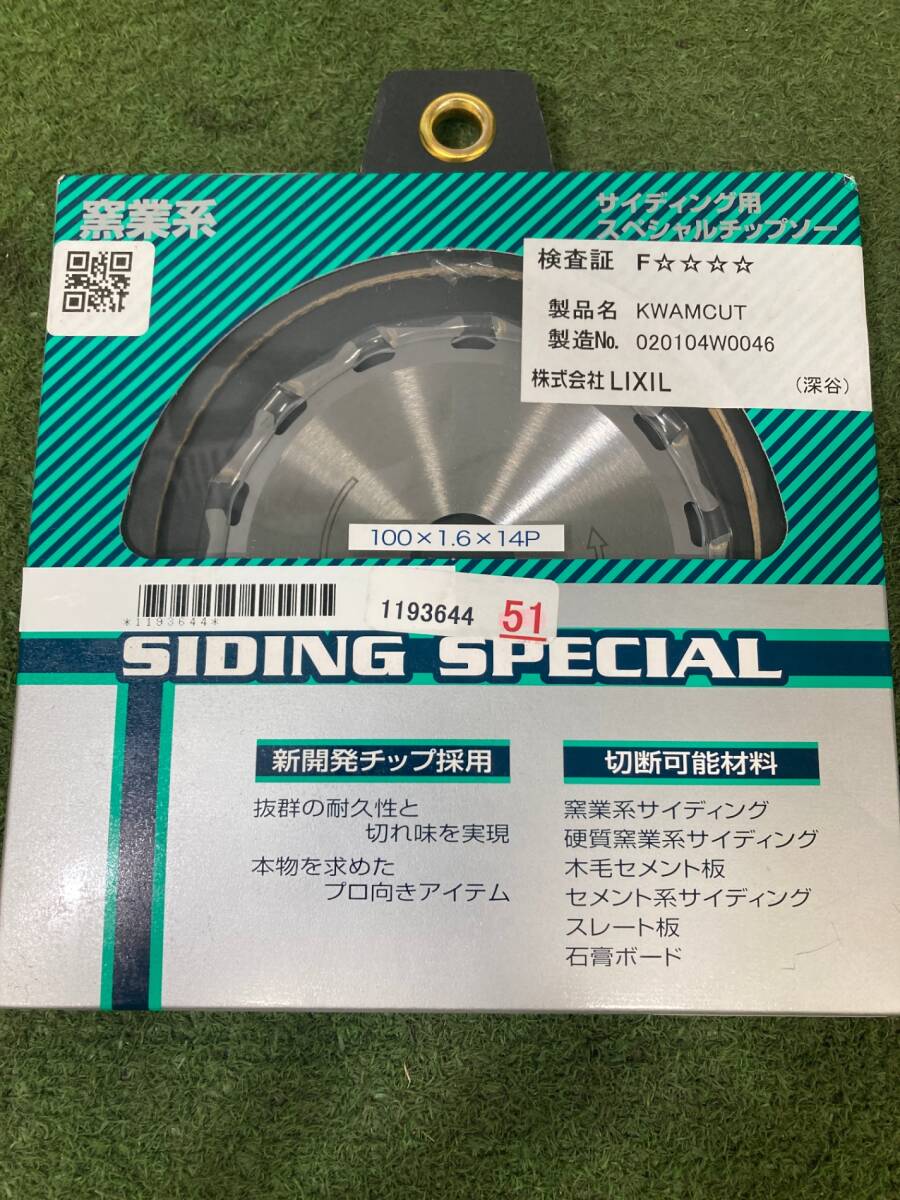 窯業系
サイディング用
スペシャルチップソー
検査証 F☆☆☆☆
製品名 KWAMCUT
製造No. 020104W0046
株式会社LIXIL (深谷)
100×1.6×14P
*1193644*
1193644 51
SIDING SPECIAL
新開発チップ採用
抜群の耐久性と
切れ味を実現
本物を求めた
プロ向きアイテム
切断可能材料
窯業系サイディング
硬質窯業系サイディング
木毛セメント板
セメント系サイディング
スレート板
石膏ボード